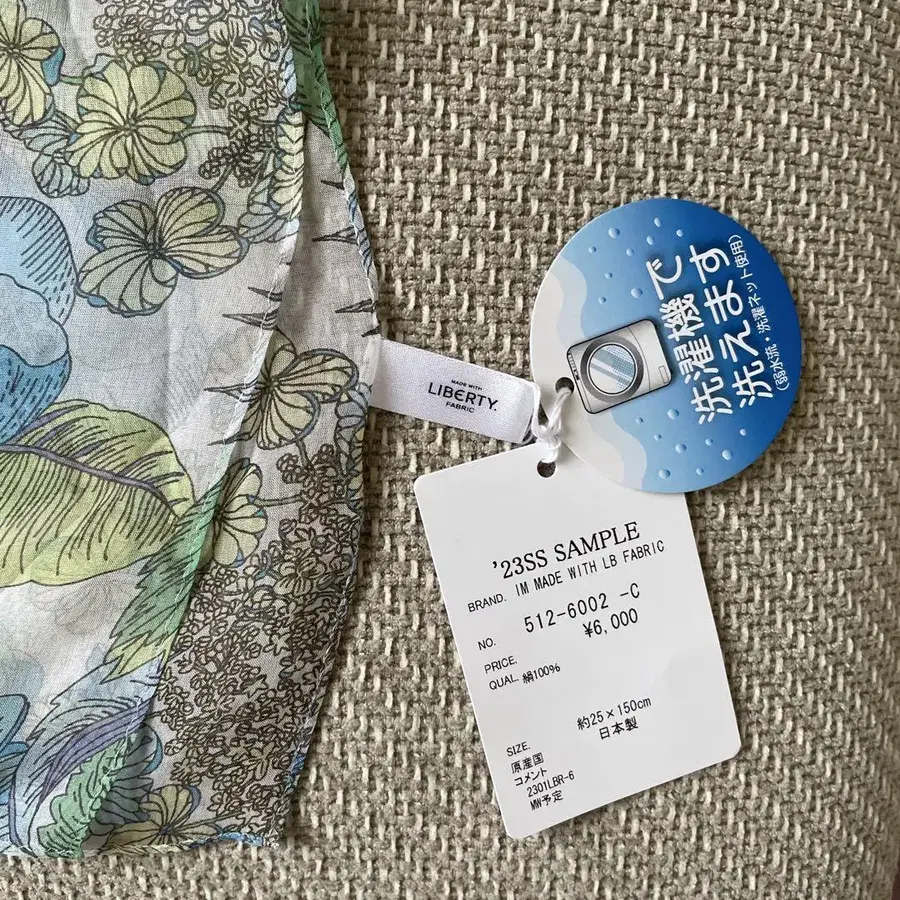 MADE WITH
LIBERTY.
FABRIC
洗濯機で
洗えます
(弱水流・洗濯ネット使用)
'23SS SAMPLE
BRAND. IM MADE WITH LB FABRIC
NO. 512-6002 -C
PRICE. ¥6,000
QUAL. 絹100%
SIZE. 約25×150cm
原産国 日本製
コメント
2301LBR-6
MW予定